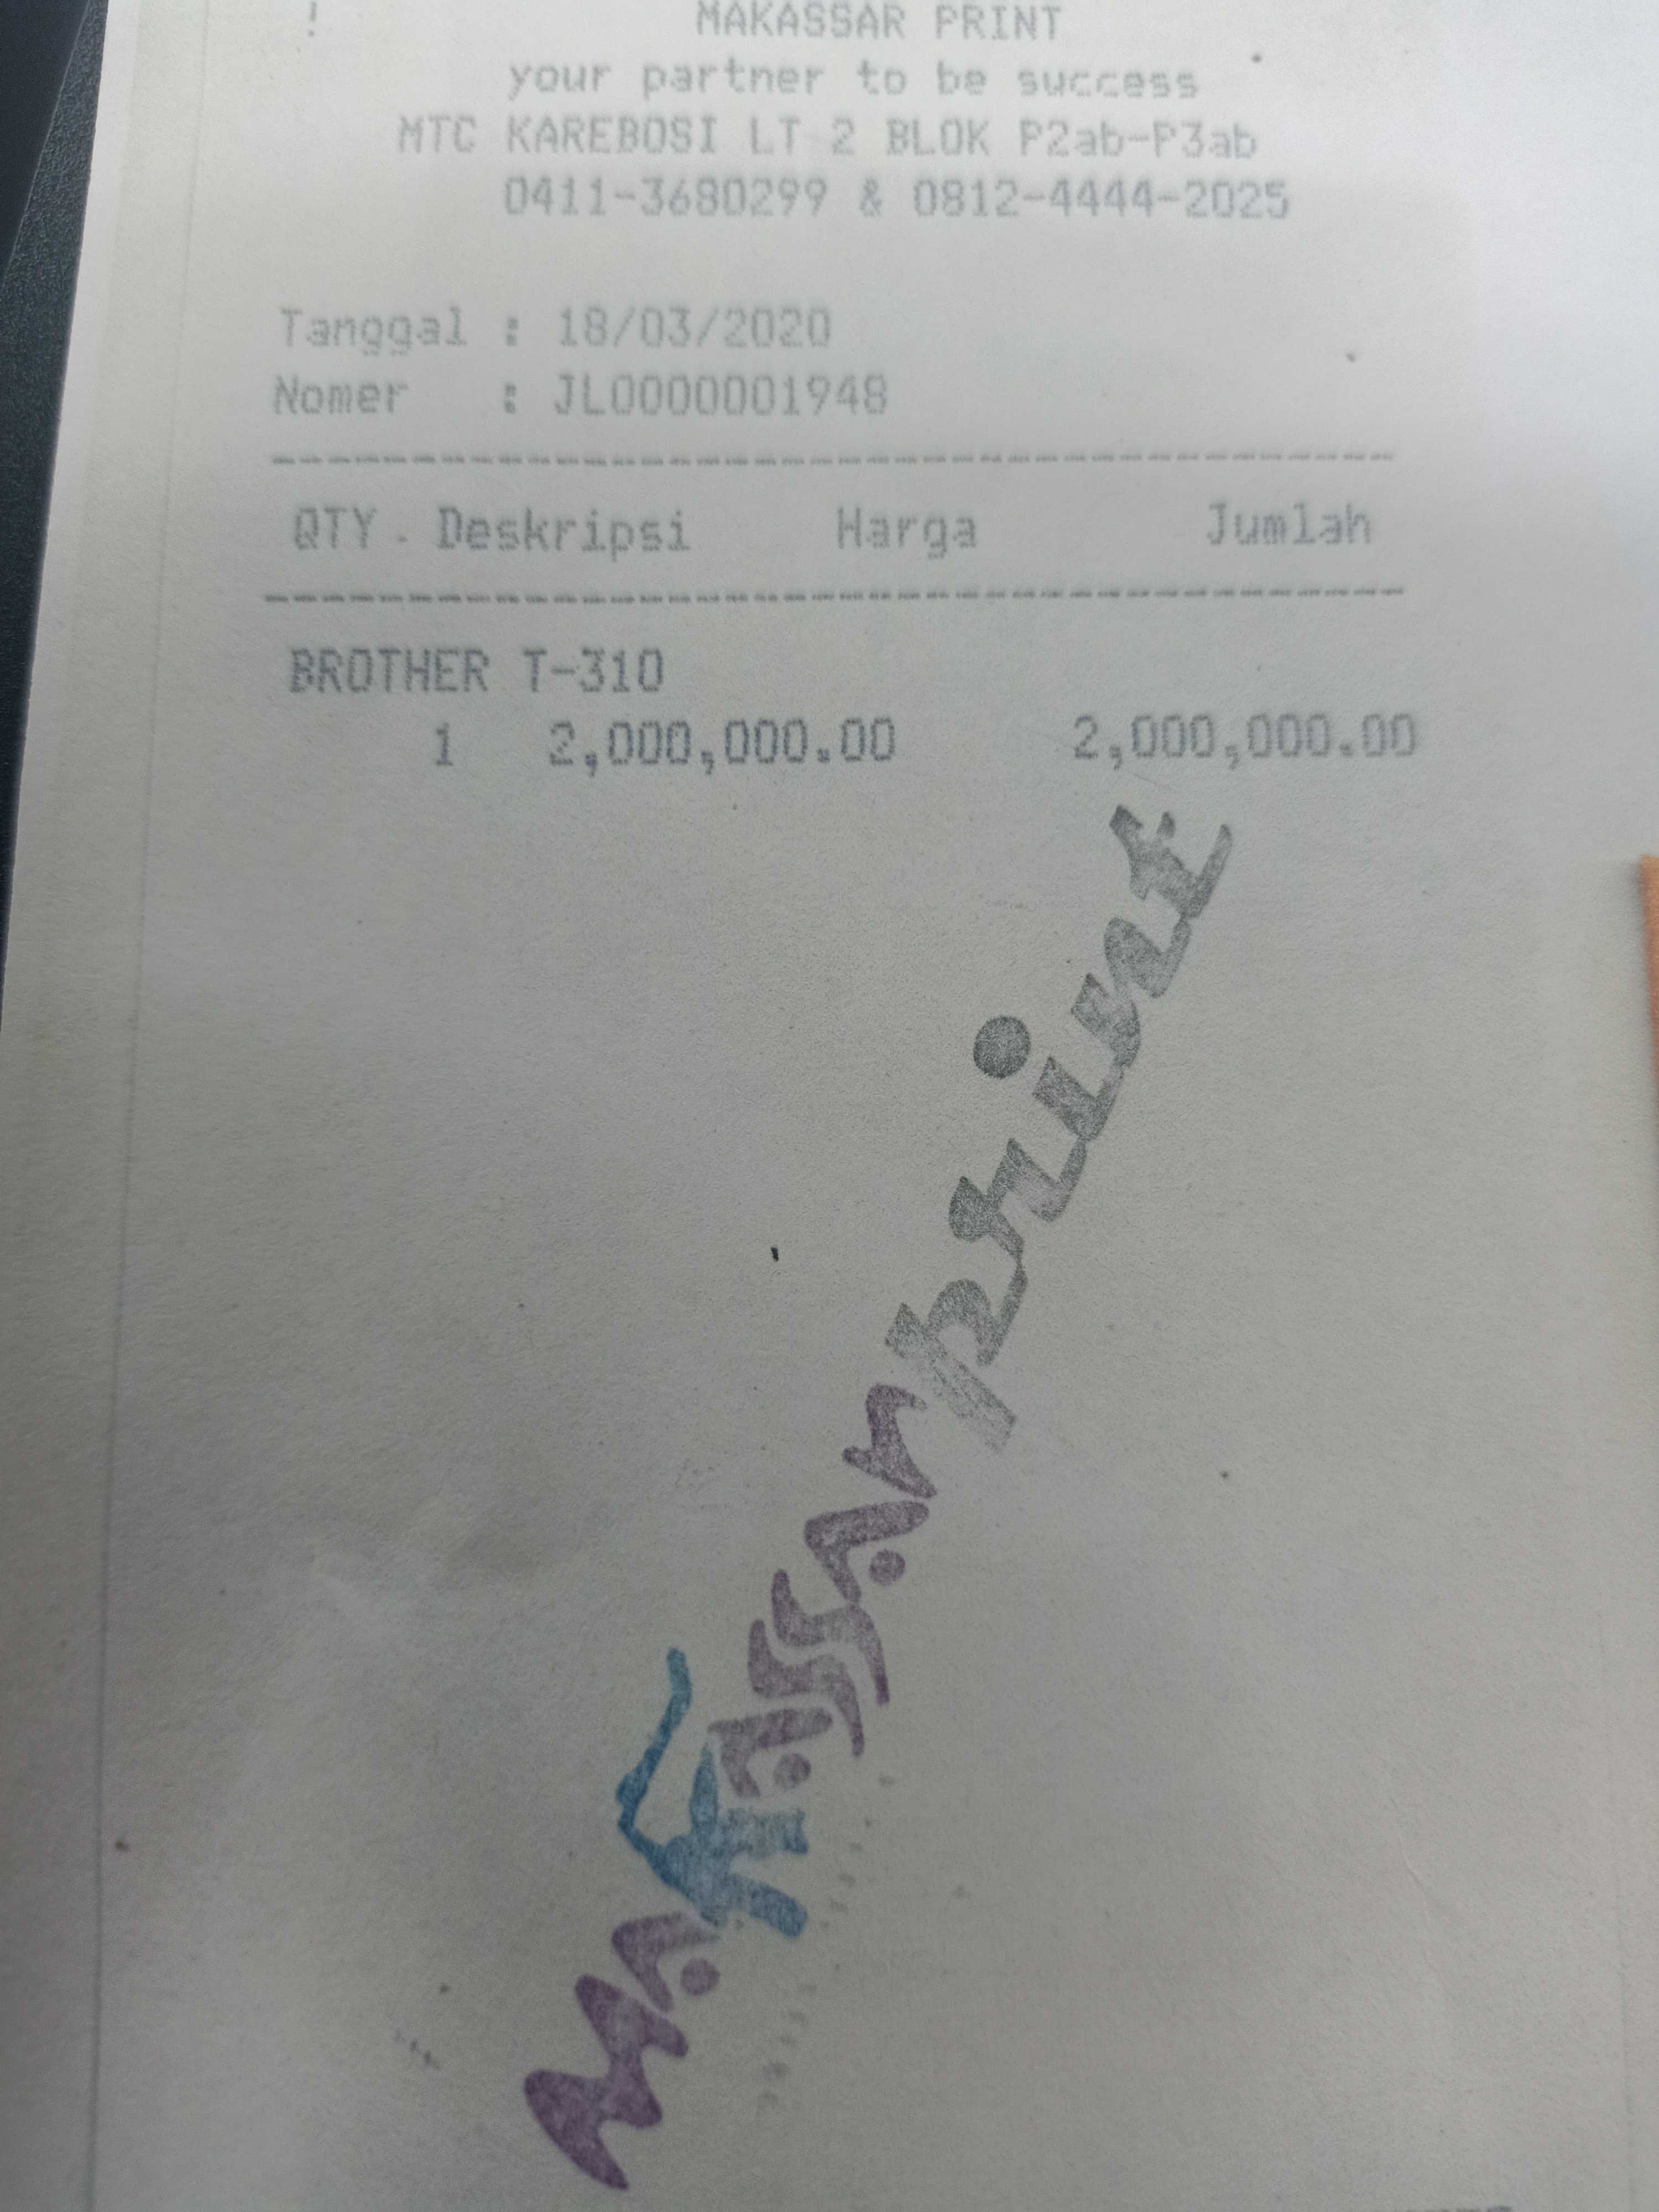 !
MAKASSAR PRINT
your partner to be success
MTC KAREBOSI LT 2 BLOK P2ab-P3ab
0411-3680299 & 0812-4444-2025
Tanggal : 18/03/2020
Nomer : JL0000001948
QTY. Deskripsi Harga Jumlah
BROTHER T-310
1 2,000,000.00 2,000,000.00
MAKASSAR print